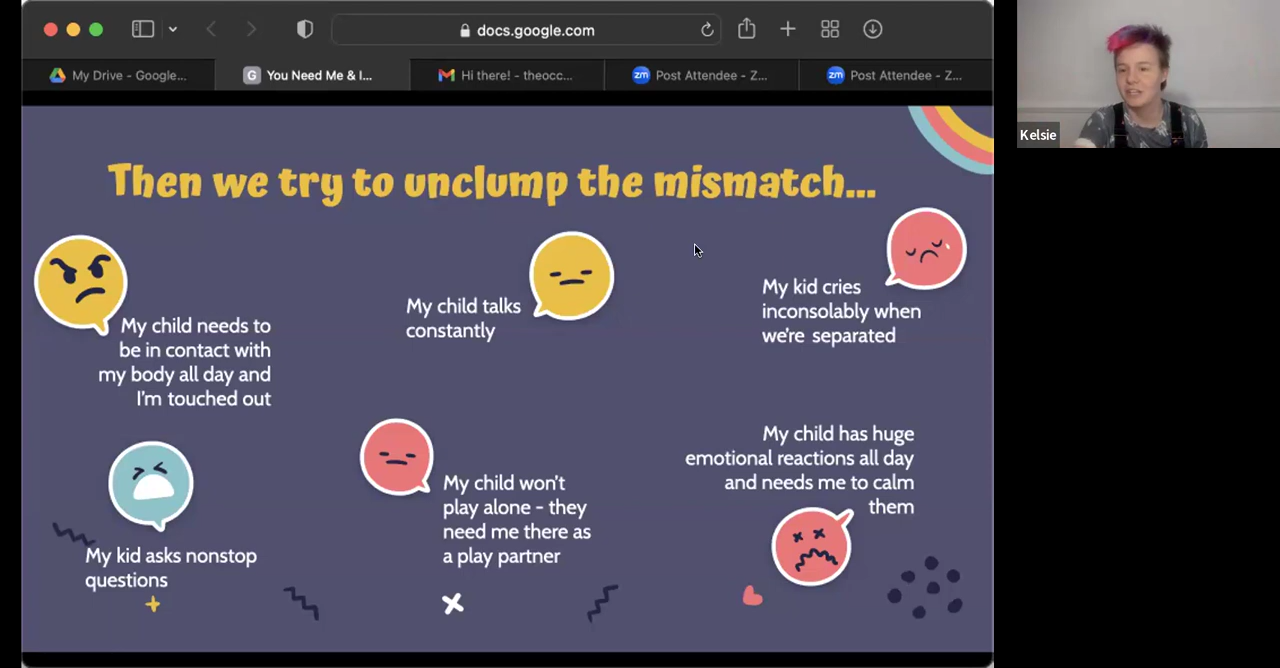 docs.google.com
My Drive - Google...
You Need Me & I...
Hi there! - theocc...
Post Attendee - Z...
Post Attendee - Z...
Kelsie
Then we try to unclump the mismatch...
My child needs to
be in contact with
my body all day and
I'm touched out
My child talks
constantly
My kid cries
inconsolably when
we're separated
My kid asks nonstop
questions
My child won't
play alone - they
need me there as
a play partner
My child has huge
emotional reactions all day
and needs me to calm
them